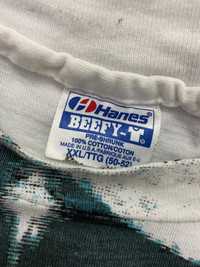 Hanes
BEEFY-T
PRE-SHRUNK
100% COTTON/COTON
MADE IN U.S.A./FABRIQUÉ AUX E-U
XXL/TTG (50-52)